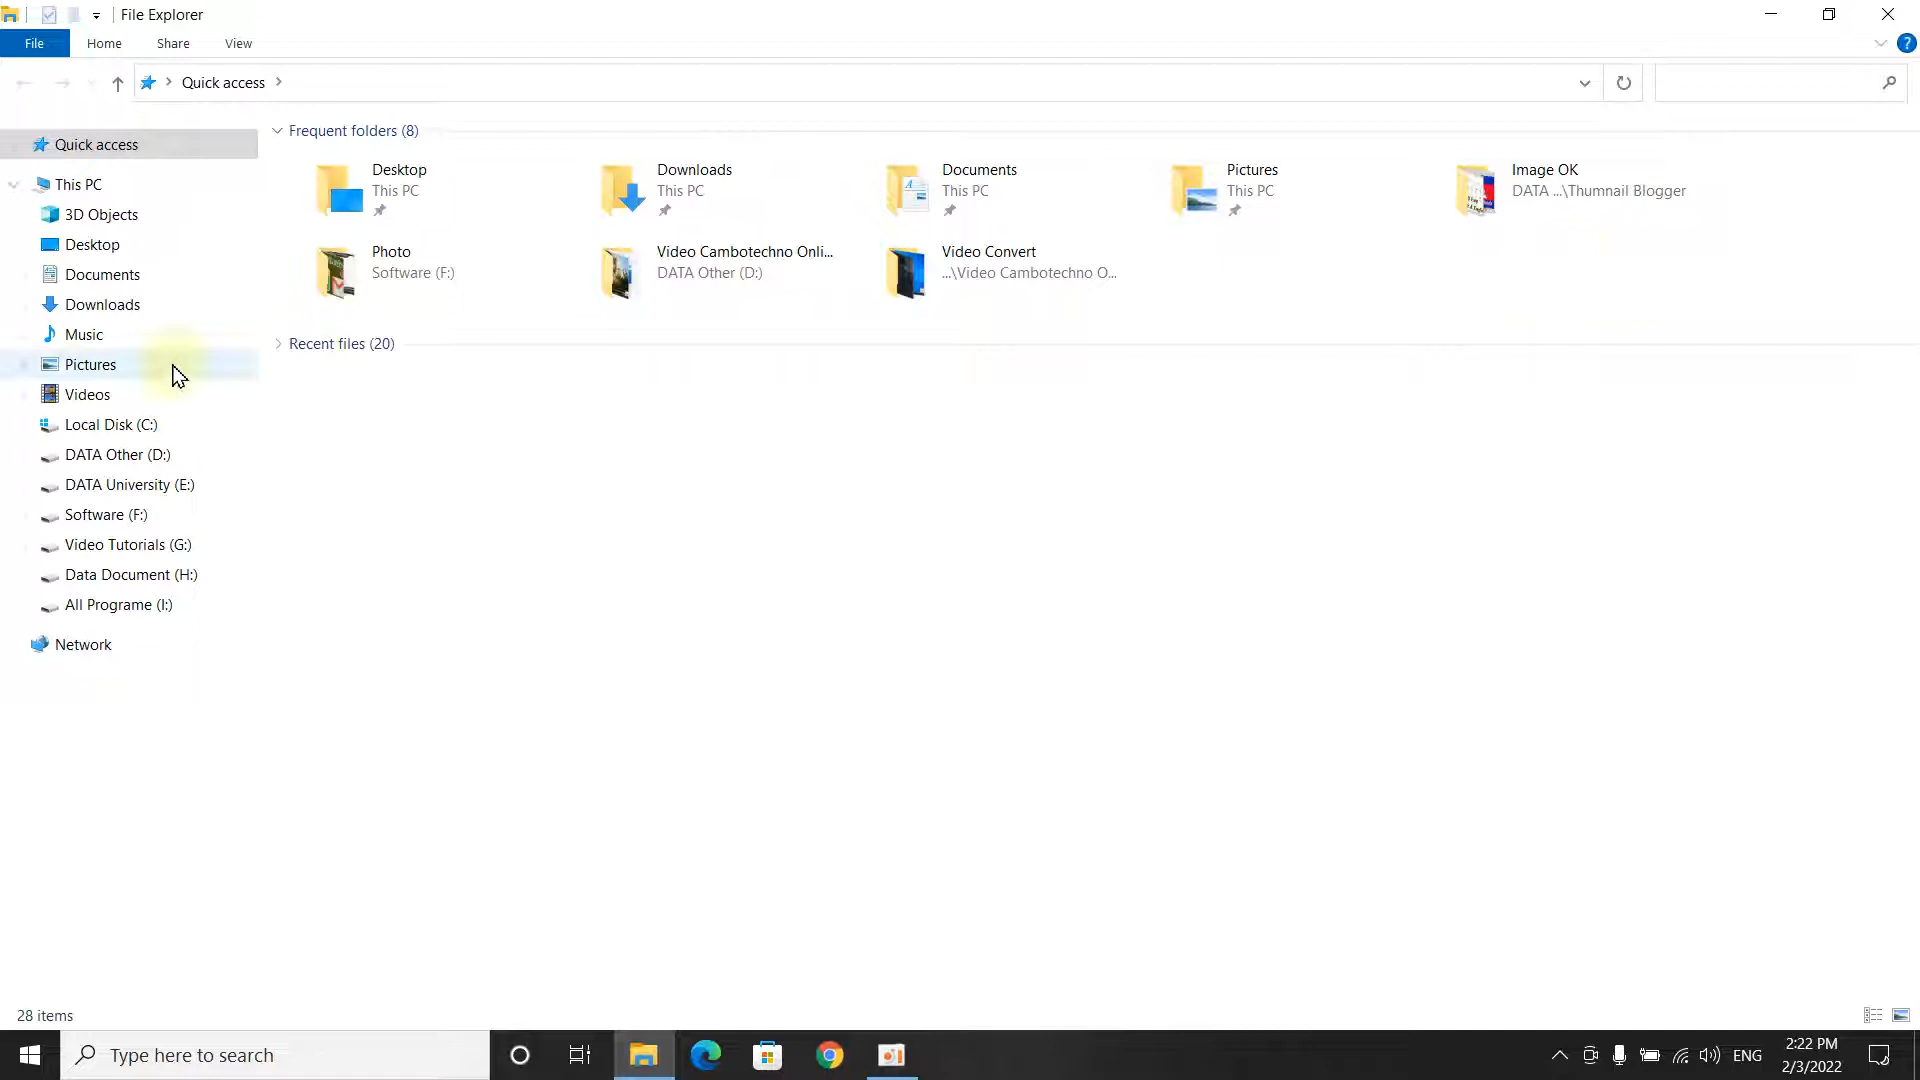 File Explorer
File Home Share View
Quick access
Quick access
This PC
3D Objects
Desktop
Documents
Downloads
Music
Pictures
Videos
Local Disk (C:)
DATA Other (D:)
DATA University (E:)
Software (F:)
Video Tutorials (G:)
Data Document (H:)
All Programe (I:)
Network
Frequent folders (8)
Desktop
This PC
Downloads
This PC
Documents
This PC
Pictures
This PC
Image OK
DATA ...\Thumnail Blogger
Photo
Software (F:)
Video Cambotechno Onli...
DATA Other (D:)
Video Convert
...\Video Cambotechno O...
Recent files (20)
28 items
Type here to search
ENG
2:22 PM
2/3/2022